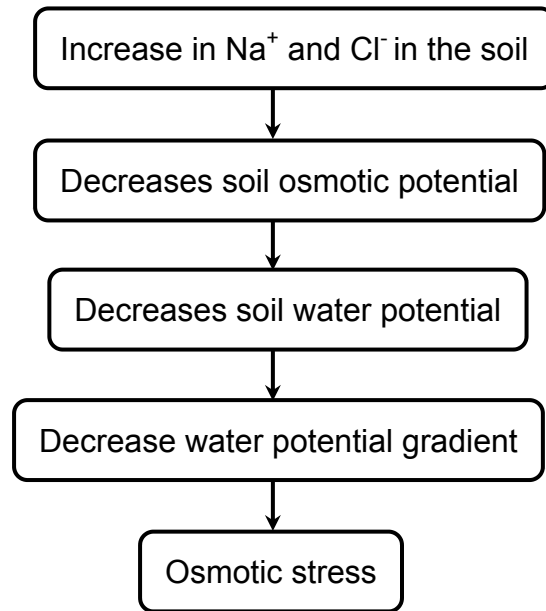 Increase in Na⁺ and Cl⁻ in the soil
Decreases soil osmotic potential
Decreases soil water potential
Decrease water potential gradient
Osmotic stress